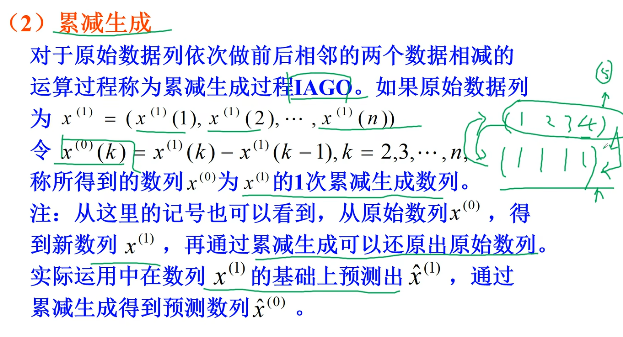 （2）累减生成
对于原始数据列依次做前后相邻的两个数据相减的
运算过程称为累减生成过程IAGO。如果原始数据列
为 x⁽¹⁾ = (x⁽¹⁾(1), x⁽¹⁾(2), ⋯, x⁽¹⁾(n))
令 x⁽⁰⁾(k) = x⁽¹⁾(k) − x⁽¹⁾(k−1), k = 2,3,⋯,n,
称所得到的数列 x⁽⁰⁾ 为 x⁽¹⁾ 的1次累减生成数列。
注：从这里的记号也可以看到，从原始数列 x⁽⁰⁾，得
到新数列 x⁽¹⁾，再通过累减生成可以还原出原始数列。
实际运用中在数列 x⁽¹⁾ 的基础上预测出 x̂⁽¹⁾，通过
累减生成得到预测数列 x̂⁽⁰⁾。
(1 2 3 4)
(1 1 1 1)